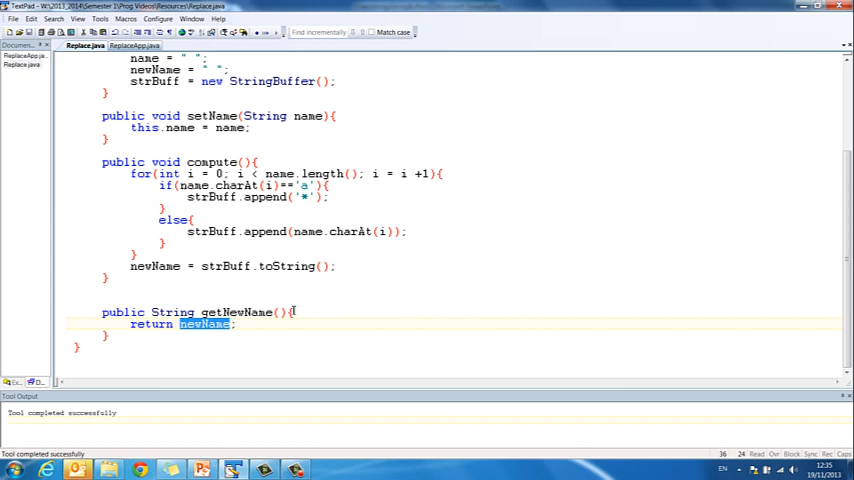 TextPad - W:\2013_2014\Semester 1\Prog Videos\Resources\Replace.java
File Edit Search View Tools Macros Configure Window Help
Find incrementally Match case
Documen...
Replace.java ReplaceApp.java
ReplaceApp.ja..
Replace.java
name = " ";
newName = " ";
strBuff = new StringBuffer();
}
public void setName(String name){
this.name = name;
}
public void compute(){
for(int i = 0; i < name.length(); i = i +1){
if(name.charAt(i)=='a'){
strBuff.append('*');
}
else{
strBuff.append(name.charAt(i));
}
}
newName = strBuff.toString();
}
public String getNewName(){
return newName;
}
}
Ex... D...
Tool Output
Tool completed successfully
Tool completed successfully 36 24 Read Ovr Block Sync Rec Caps
EN 12:35
19/11/2013